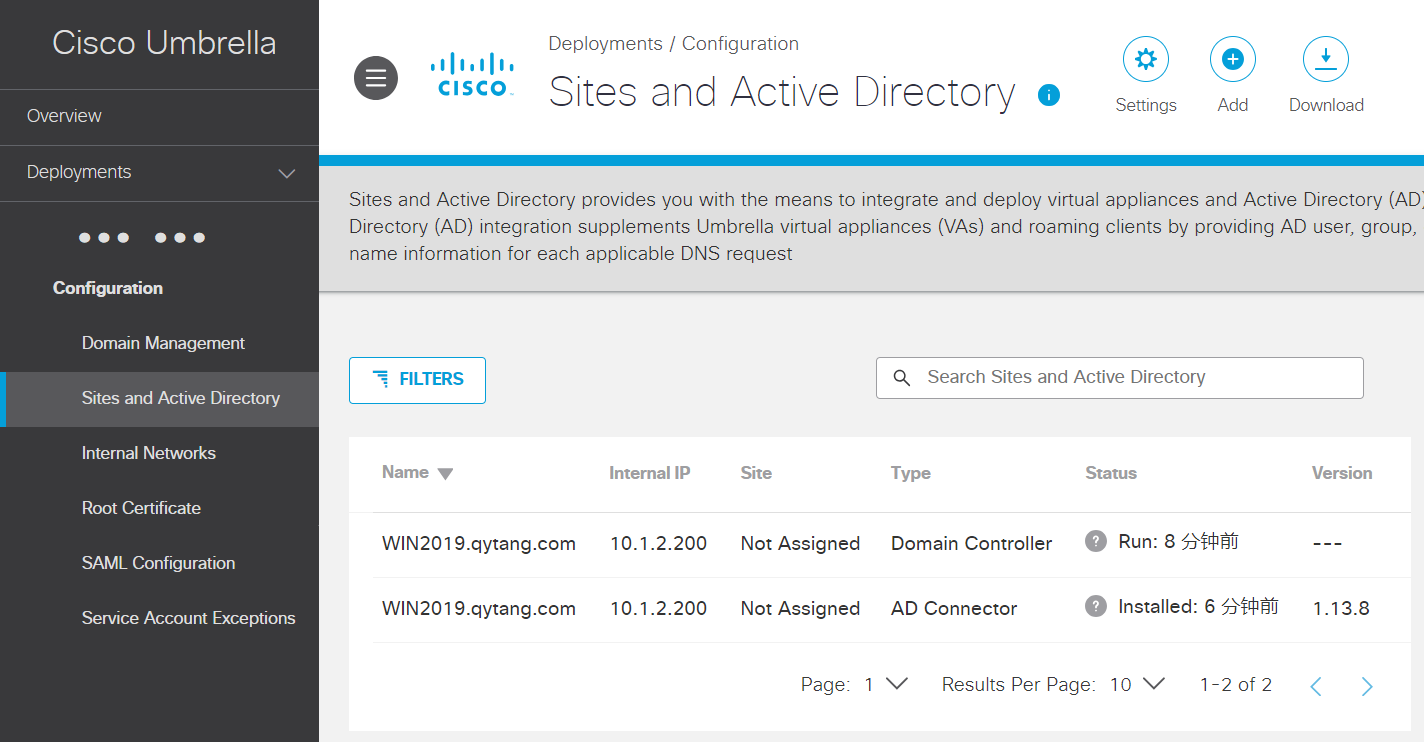 Cisco Umbrella
Overview
Deployments
Configuration
Domain Management
Sites and Active Directory
Internal Networks
Root Certificate
SAML Configuration
Service Account Exceptions
CISCO
Deployments / Configuration
Sites and Active Directory
Settings
Add
Download
Sites and Active Directory provides you with the means to integrate and deploy virtual appliances and Active Directory (AD)
Directory (AD) integration supplements Umbrella virtual appliances (VAs) and roaming clients by providing AD user, group,
name information for each applicable DNS request
FILTERS
Search Sites and Active Directory
Name Internal IP Site Type Status Version
WIN2019.qytang.com 10.1.2.200 Not Assigned Domain Controller Run: 8 分钟前 ---
WIN2019.qytang.com 10.1.2.200 Not Assigned AD Connector Installed: 6 分钟前 1.13.8
Page: 1 Results Per Page: 10 1-2 of 2